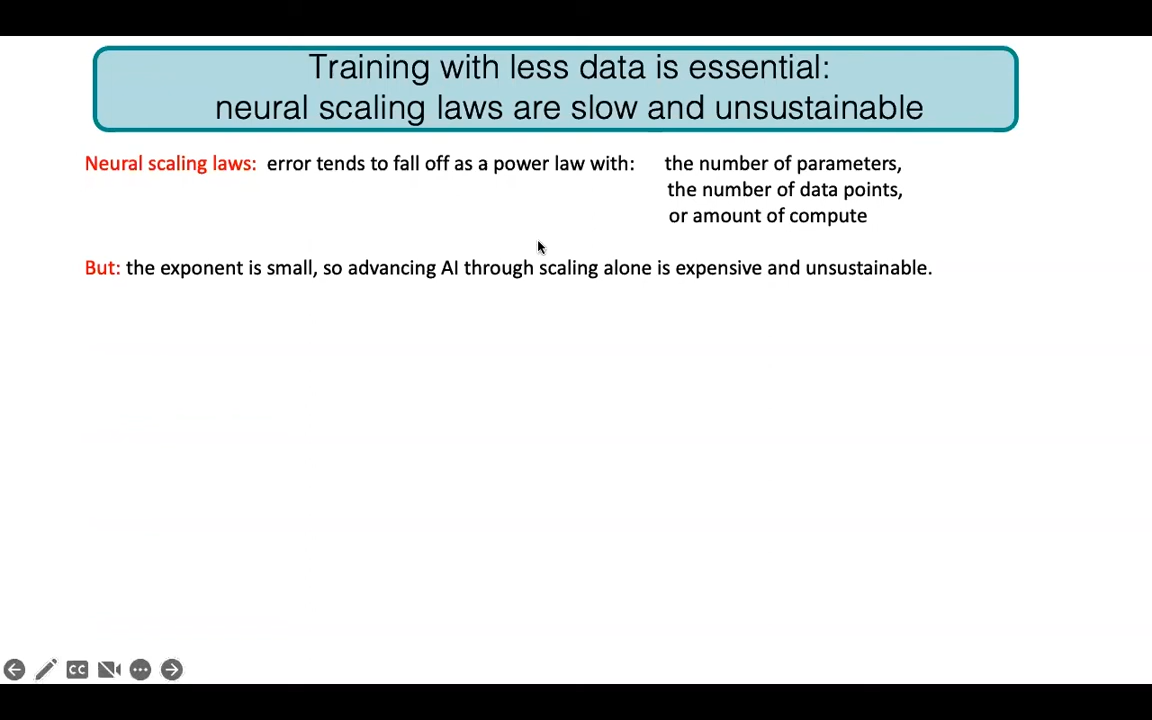 Training with less data is essential:
neural scaling laws are slow and unsustainable
Neural scaling laws: error tends to fall off as a power law with: the number of parameters,
the number of data points,
or amount of compute
But: the exponent is small, so advancing AI through scaling alone is expensive and unsustainable.
CC